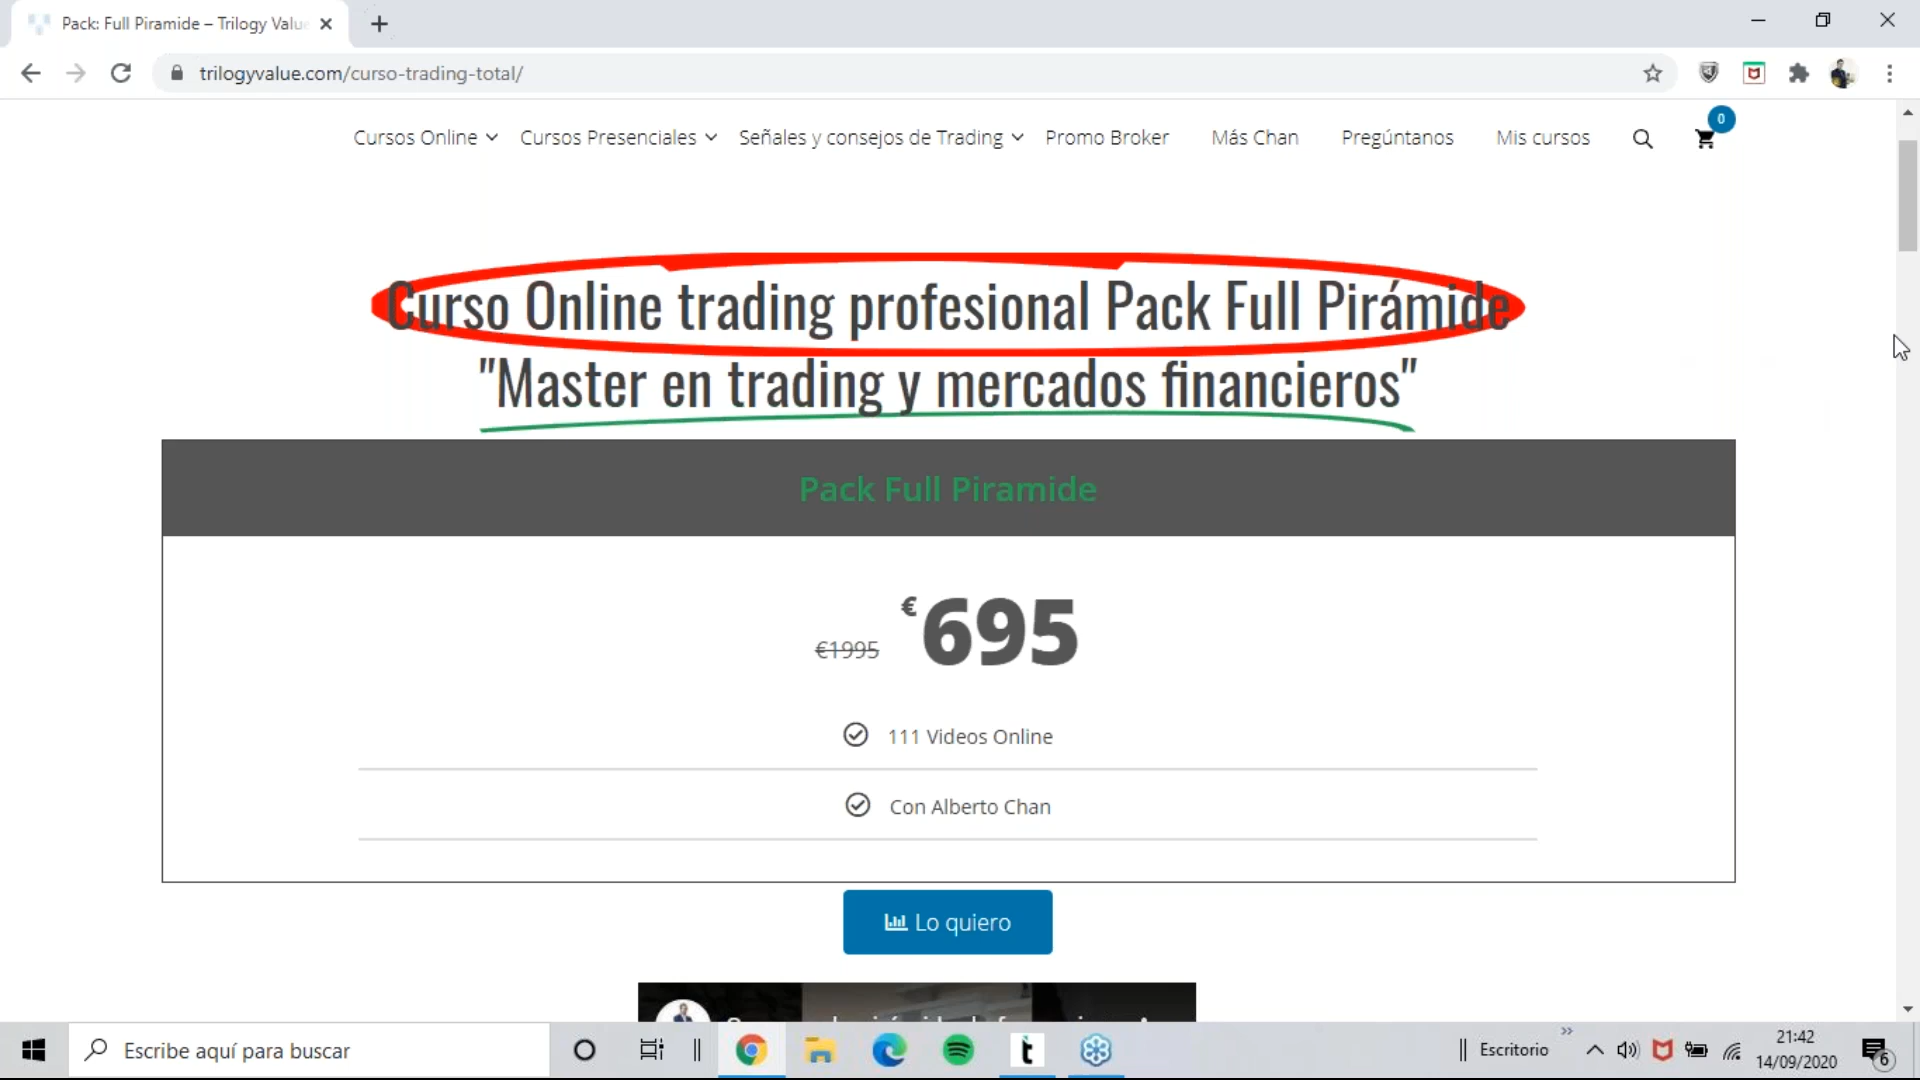 Pack: Full Piramide – Trilogy Valu
trilogyvalue.com/curso-trading-total/
Cursos Online Cursos Presenciales Señales y consejos de Trading Promo Broker Más Chan Pregúntanos Mis cursos 0
Curso Online trading profesional Pack Full Pirámide
"Master en trading y mercados financieros"
Pack Full Piramide
€1995 €695
111 Videos Online
Con Alberto Chan
Lo quiero
Escribe aquí para buscar
Escritorio
21:42
14/09/2020
6